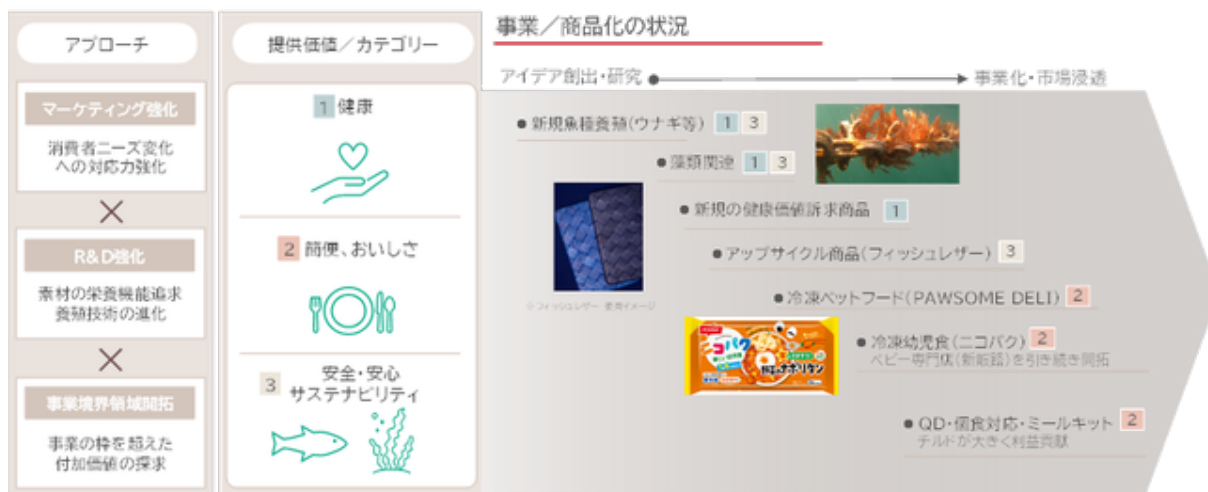 アプローチ
マーケティング強化
消費者ニーズ変化
への対応力強化
×
R&D強化
素材の栄養機能追求
養殖技術の進化
×
事業境界領域開拓
事業の枠を超えた
付加価値の探求
提供価値/カテゴリー
1 健康
2 簡便、おいしさ
3 安全・安心
サステナビリティ
事業/商品化の状況
アイデア創出・研究
事業化・市場浸透
● 新規魚種養殖(ウナギ等) 1 3
● 藻類関連 1 3
● 新規の健康価値訴求商品 1
● アップサイクル商品(フィッシュレザー) 3
※フィッシュレザー 使用イメージ
● 冷凍ペットフード(PAWSOME DELI) 2
● 冷凍幼児食(ニコパク) 2
ベビー専門店(新販路)を引き続き開拓
コパク
ナポリタン
● QD・個食対応・ミールキット 2
チルドが大きく利益貢献